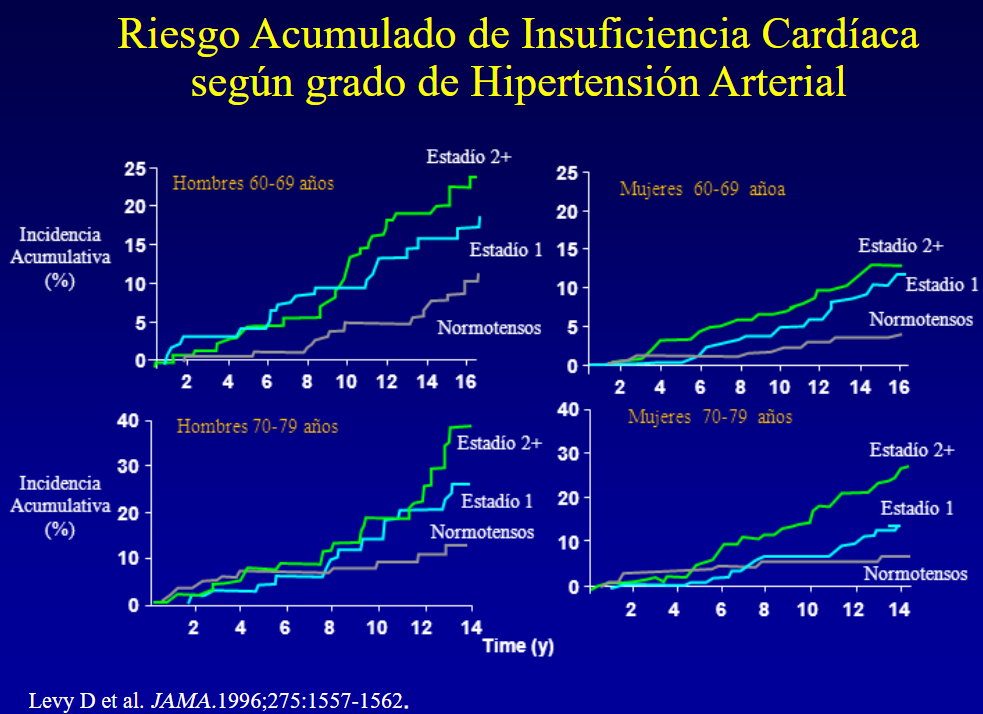 Riesgo Acumulado de Insuficiencia Cardíaca
según grado de Hipertensión Arterial
Hombres 60-69 años
Estadío 2+
Estadío 1
Normotensos
Incidencia
Acumulativa
(%)
25
20
15
10
5
0
2 4 6 8 10 12 14 16
Mujeres 60-69 añoa
Estadío 2+
Estadio 1
Normotensos
25
20
15
10
5
0
2 4 6 8 10 12 14 16
Hombres 70-79 años
Estadío 2+
Estadío 1
Normotensos
Incidencia
Acumulativa
(%)
40
30
20
10
0
2 4 6 8 10 12 14
Time (y)
Mujeres 70-79 años
Estadío 2+
Estadío 1
Normotensos
40
30
20
10
0
2 4 6 8 10 12 14
Levy D et al. JAMA.1996;275:1557-1562.